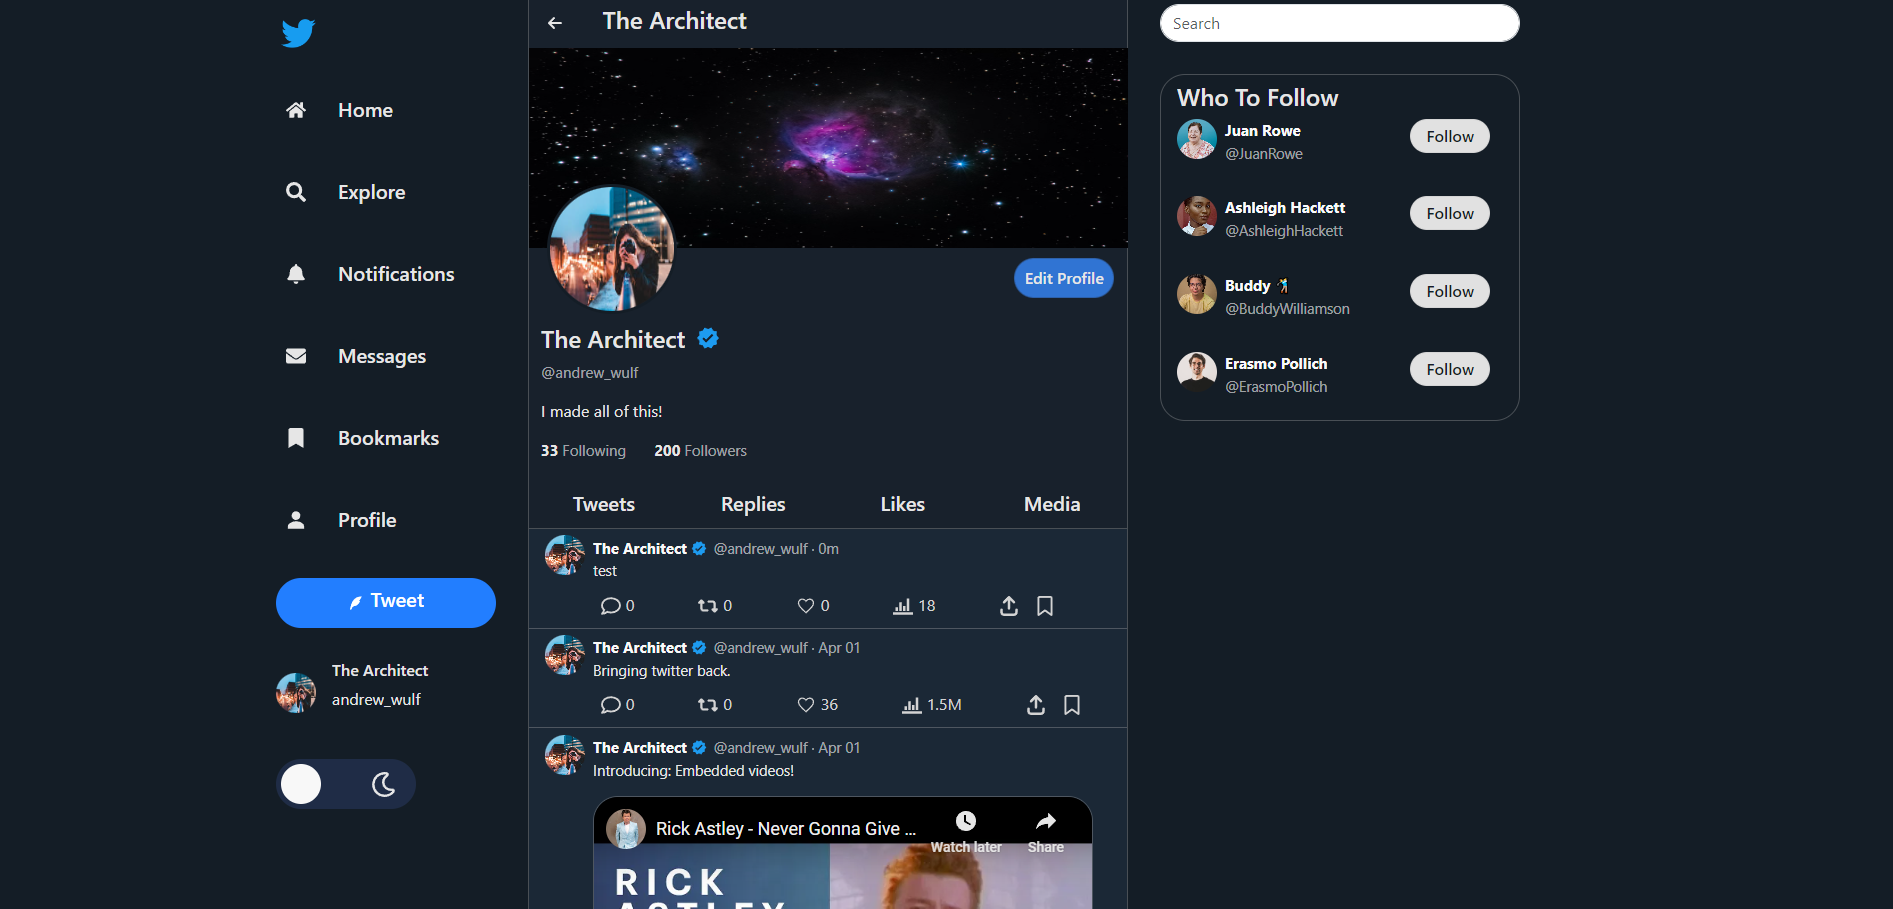 Home
Explore
Notifications
Messages
Bookmarks
Profile
Tweet
The Architect
andrew_wulf
The Architect
Edit Profile
The Architect
@andrew_wulf
I made all of this!
33 Following 200 Followers
Tweets Replies Likes Media
The Architect @andrew_wulf · 0m
test
0 0 0 18
The Architect @andrew_wulf · Apr 01
Bringing twitter back.
0 0 36 1.5M
The Architect @andrew_wulf · Apr 01
Introducing: Embedded videos!
Rick Astley - Never Gonna Give ...
Watch later Share
RICK
ASTLEY
Search
Who To Follow
Juan Rowe
@JuanRowe
Follow
Ashleigh Hackett
@AshleighHackett
Follow
Buddy 🏌️
@BuddyWilliamson
Follow
Erasmo Pollich
@ErasmoPollich
Follow